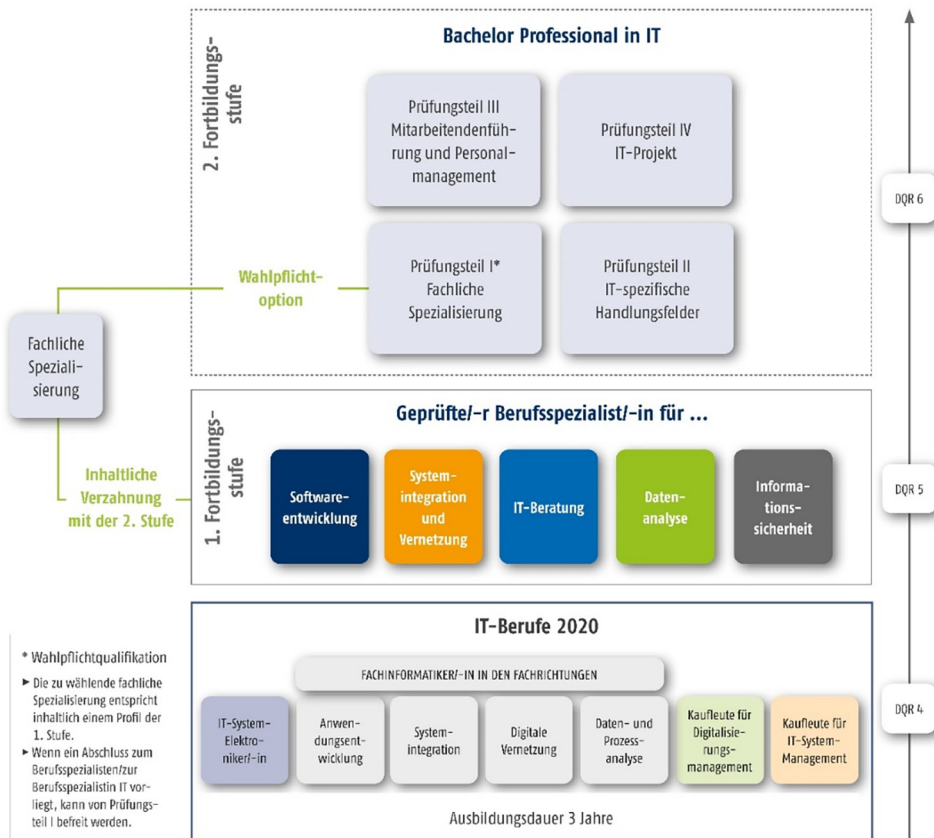 2. Fortbildungs-
stufe
Bachelor Professional in IT
Prüfungsteil III
Mitarbeitendenfüh-
rung und Personal-
management
Prüfungsteil IV
IT-Projekt
DQR 6
Wahlpflicht-
option
Prüfungsteil I*
Fachliche
Spezialisierung
Prüfungsteil II
IT-spezifische
Handlungsfelder
Fachliche
Speziali-
sierung
Inhaltliche
Verzahnung
mit der 2. Stufe
1. Fortbildungs-
stufe
Geprüfte/-r Berufsspezialist/-in für ...
Software-
entwicklung
System-
integration
und
Vernetzung
IT-Beratung
Daten-
analyse
Informa-
tions-
sicherheit
DQR 5
IT-Berufe 2020
FACHINFORMATIKER/-IN IN DEN FACHRICHTUNGEN
IT-System-
Elektro-
niker/-in
Anwen-
dungsent-
wicklung
System-
integration
Digitale
Vernetzung
Daten- und
Prozess-
analyse
Kaufleute für
Digitalisie-
rungs-
management
Kaufleute für
IT-System-
Management
DQR 4
Ausbildungsdauer 3 Jahre
* Wahlpflichtqualifikation
▶ Die zu wählende fachliche
Spezialisierung entspricht
inhaltlich einem Profil der
1. Stufe.
▶ Wenn ein Abschluss zum
Berufsspezialisten/zur
Berufsspezialistin IT vor-
liegt, kann von Prüfungs-
teil I befreit werden.